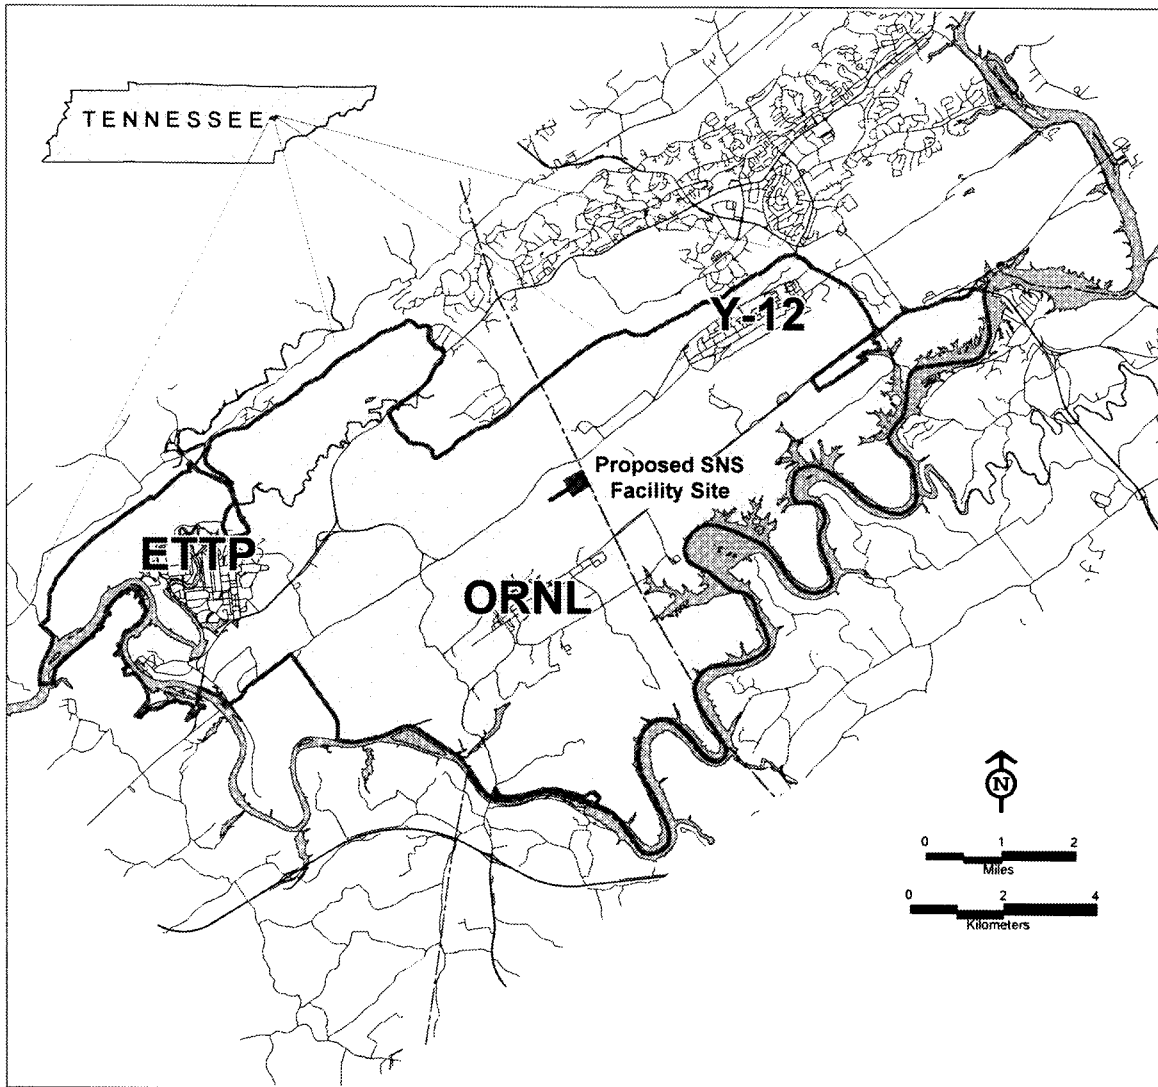 TENNESSEE
Y-12
Proposed SNS
Facility Site
ETTP
ORNL
N
0 1 2
Miles
0 2 4
Kilometers